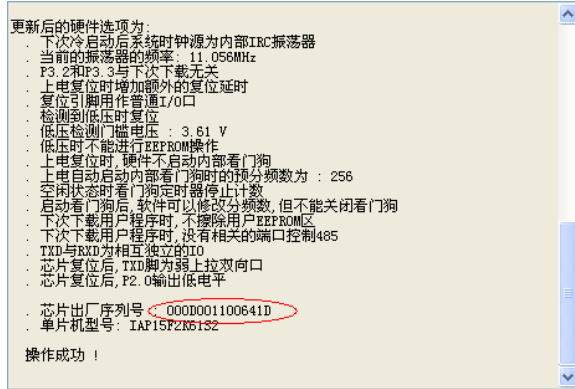 更新后的硬件选项为:
. 下次冷启动后系统时钟源为内部IRC振荡器
. 当前的振荡器的频率: 11.056MHz
. P3.2和P3.3与下次下载无关
. 上电复位时增加额外的复位延时
. 复位引脚用作普通I/O口
. 检测到低压时复位
. 低压检测门槛电压 : 3.61 V
. 低压时不能进行EEPROM操作
. 上电复位时,硬件不启动内部看门狗
. 上电自动启动内部看门狗时的预分频数为 : 256
. 空闲状态时看门狗定时器停止计数
. 启动看门狗后,软件可以修改分频数,但不能关闭看门狗
. 下次下载用户程序时,不擦除用户EEPROM区
. 下次下载用户程序时,没有相关的端口控制485
. TXD与RXD为相互独立的IO
. 芯片复位后,TXD脚为弱上拉双向口
. 芯片复位后,P2.0输出低电平
. 芯片出厂序列号 : 000D001100641D
. 单片机型号: IAP15F2K61S2
操作成功 !